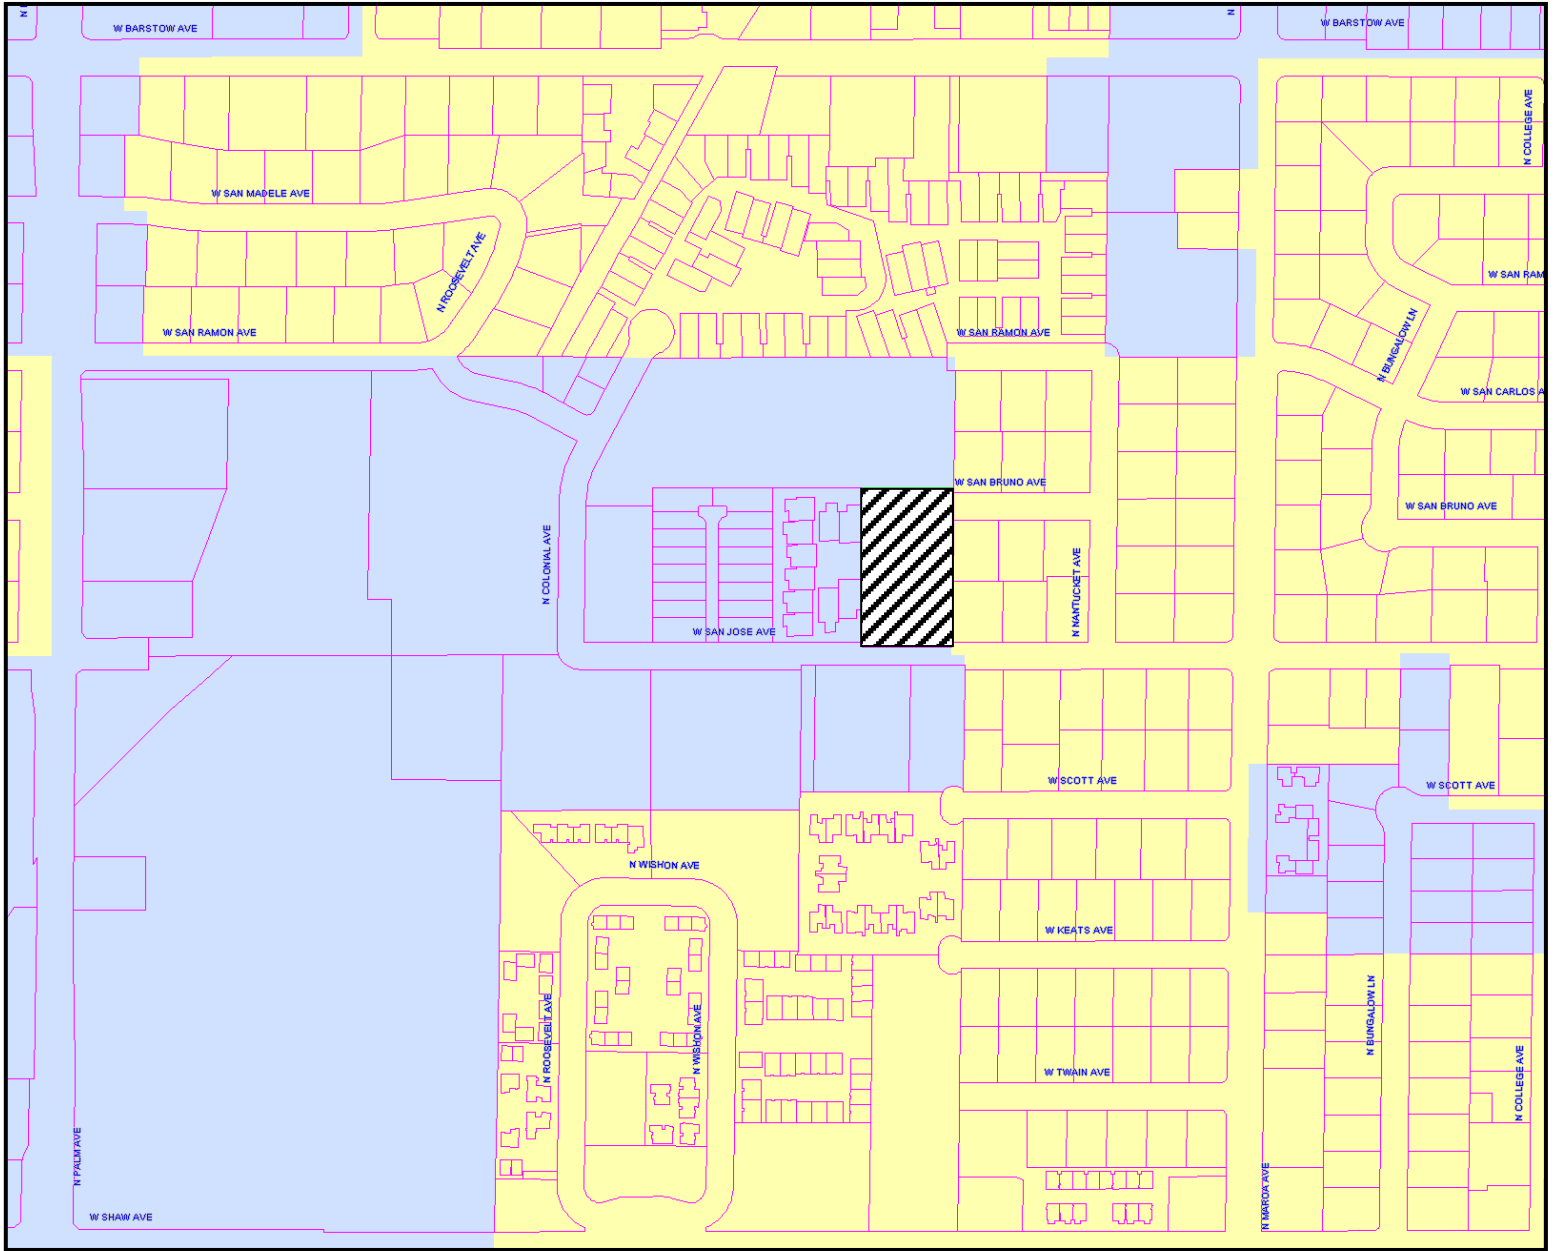 N
W BARSTOW AVE
N
W BARSTOW AVE
N COLLEGE AVE
W SAN MADELE AVE
N ROOSEVELT AVE
W SAN RAM
W SAN RAMON AVE
W SAN RAMON AVE
N BUNGALOW LN
W SAN CARLOS A
W SAN BRUNO AVE
W SAN BRUNO AVE
N COLONIAL AVE
N NANTUCKET AVE
W SAN JOSE AVE
W SCOTT AVE
W SCOTT AVE
N WISHON AVE
W KEATS AVE
N ROOSEVELT AVE
N WISHON AVE
N BUNGALOW LN
W TWAIN AVE
N COLLEGE AVE
N PALM AVE
N MAROA AVE
W SHAW AVE